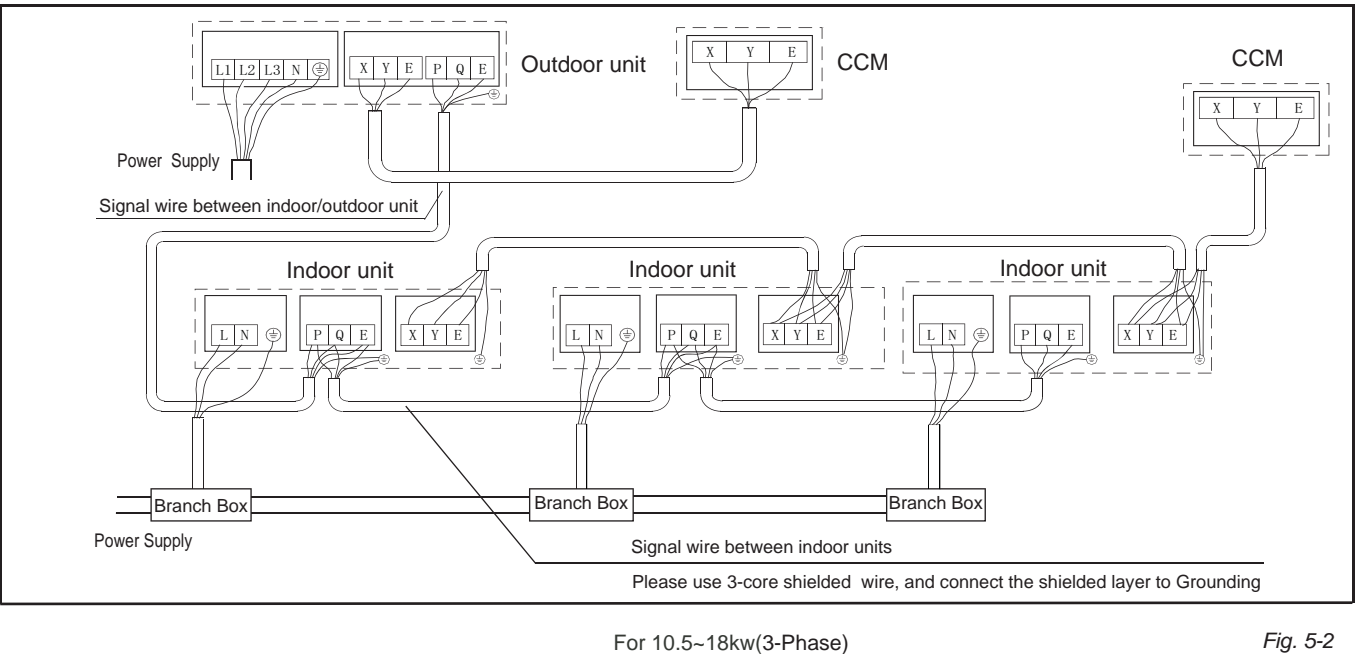 X Y E
CCM
CCM
L1 L2 L3 N
X Y E P Q E
Outdoor unit
X Y E
Power Supply
Signal wire between indoor/outdoor unit
Indoor unit
Indoor unit
Indoor unit
L N
P Q E
X Y E
L N
P Q E
X Y E
L N
P Q E
X Y E
Branch Box
Branch Box
Branch Box
Power Supply
Signal wire between indoor units
Please use 3-core shielded wire, and connect the shielded layer to Grounding
For 10.5~18kw(3-Phase)
Fig. 5-2